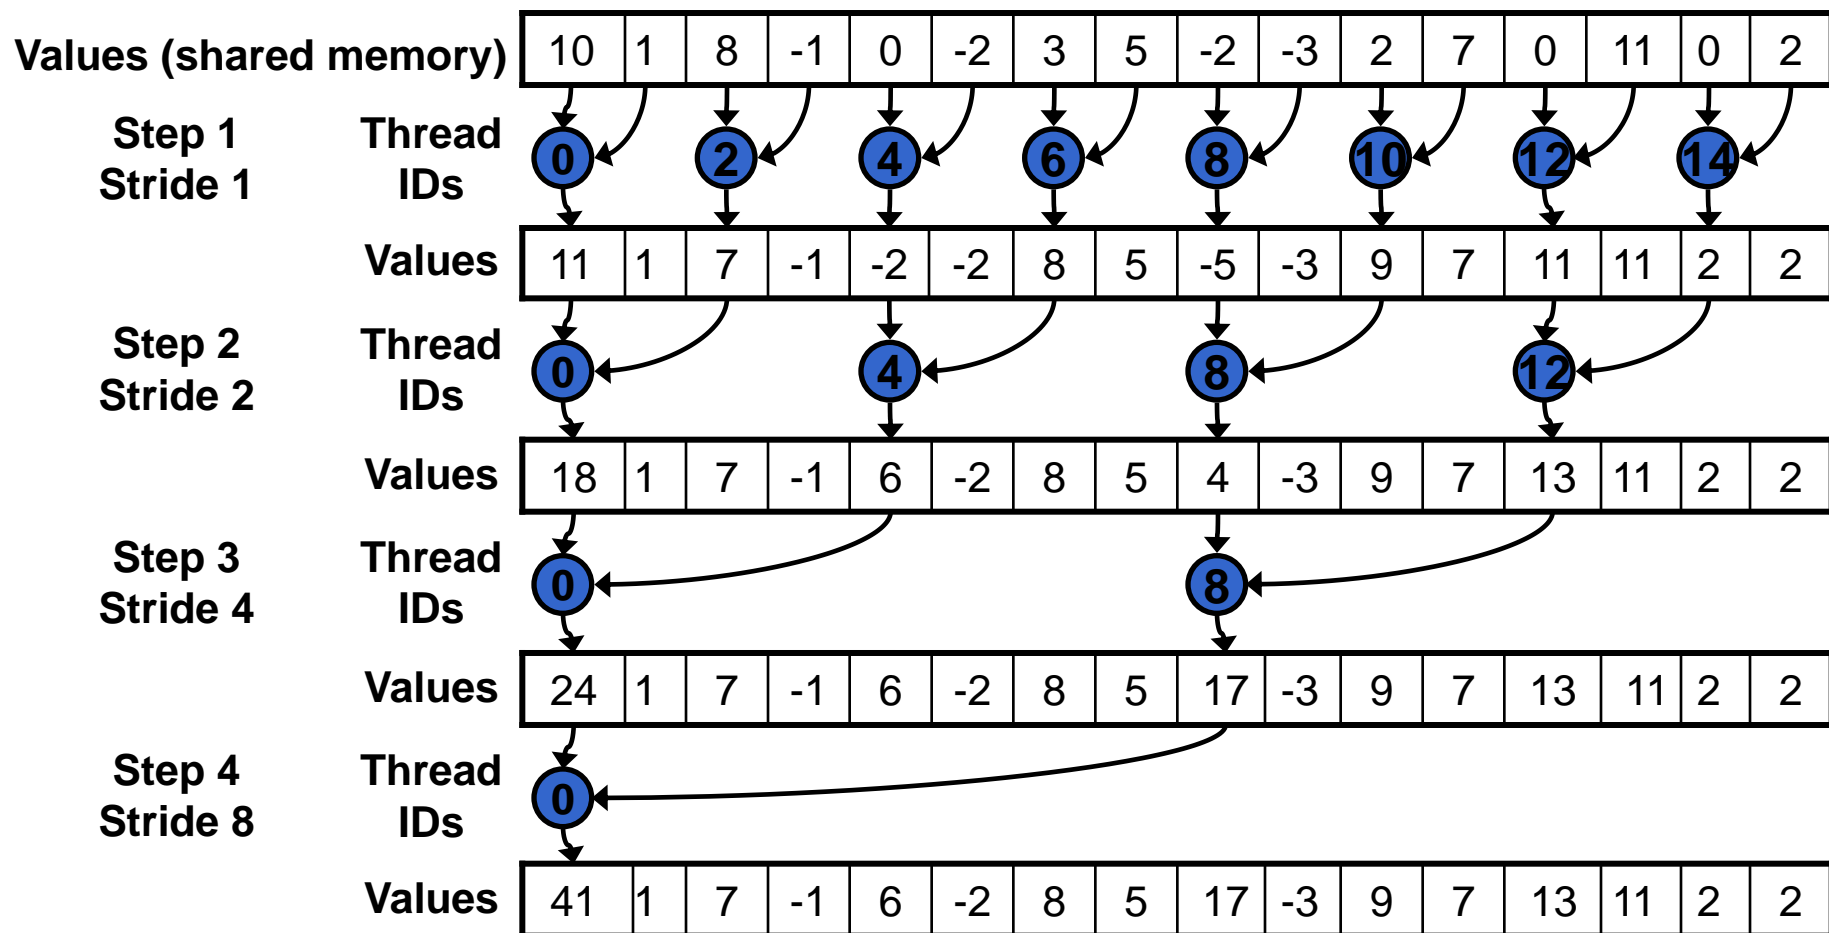 Values (shared memory) 10 1 8 -1 0 -2 3 5 -2 -3 2 7 0 11 0 2
Step 1 Thread
Stride 1 IDs
0 2 4 6 8 10 12 14
Values 11 1 7 -1 -2 -2 8 5 -5 -3 9 7 11 11 2 2
Step 2 Thread
Stride 2 IDs
0 4 8 12
Values 18 1 7 -1 6 -2 8 5 4 -3 9 7 13 11 2 2
Step 3 Thread
Stride 4 IDs
0 8
Values 24 1 7 -1 6 -2 8 5 17 -3 9 7 13 11 2 2
Step 4 Thread
Stride 8 IDs
0
Values 41 1 7 -1 6 -2 8 5 17 -3 9 7 13 11 2 2